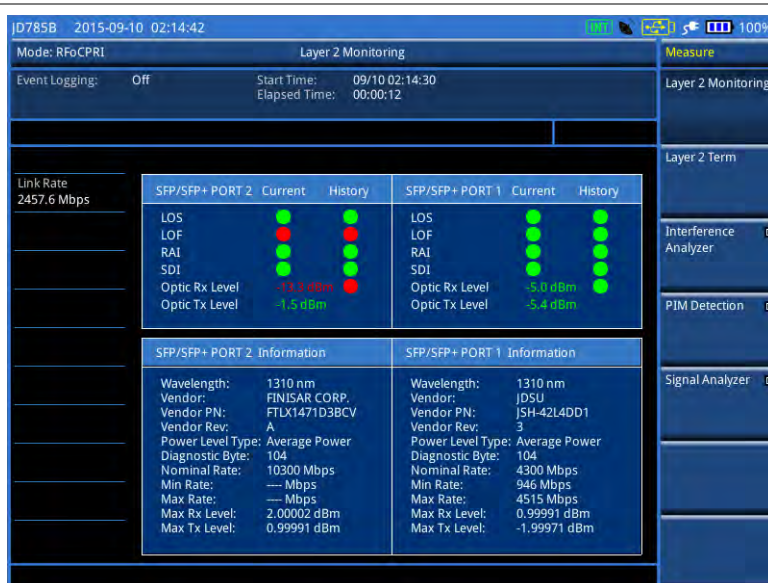 JD785B 2015-09-10 02:14:42 INT 100%
Mode: RFoCPRI Layer 2 Monitoring Measure
Event Logging: Off Start Time: 09/10 02:14:30
Elapsed Time: 00:00:12
Layer 2 Monitoring
Layer 2 Term
Link Rate
2457.6 Mbps
SFP/SFP+ PORT 2 Current History SFP/SFP+ PORT 1 Current History
LOS LOS
LOF LOF
RAI RAI
SDI SDI
Optic Rx Level dBm Optic Rx Level -5.0 dBm
Optic Tx Level -1.5 dBm Optic Tx Level -5.4 dBm
Interference
Analyzer
PIM Detection
Signal Analyzer
SFP/SFP+ PORT 2 Information SFP/SFP+ PORT 1 Information
Wavelength: 1310 nm Wavelength: 1310 nm
Vendor: FINISAR CORP. Vendor: JDSU
Vendor PN: FTLX1471D3BCV Vendor PN: JSH-42L4DD1
Vendor Rev: A Vendor Rev: 3
Power Level Type: Average Power Power Level Type: Average Power
Diagnostic Byte: 104 Diagnostic Byte: 104
Nominal Rate: 10300 Mbps Nominal Rate: 4300 Mbps
Min Rate: ---- Mbps Min Rate: 946 Mbps
Max Rate: ---- Mbps Max Rate: 4515 Mbps
Max Rx Level: 2.00002 dBm Max Rx Level: 0.99991 dBm
Max Tx Level: 0.99991 dBm Max Tx Level: -1.99971 dBm